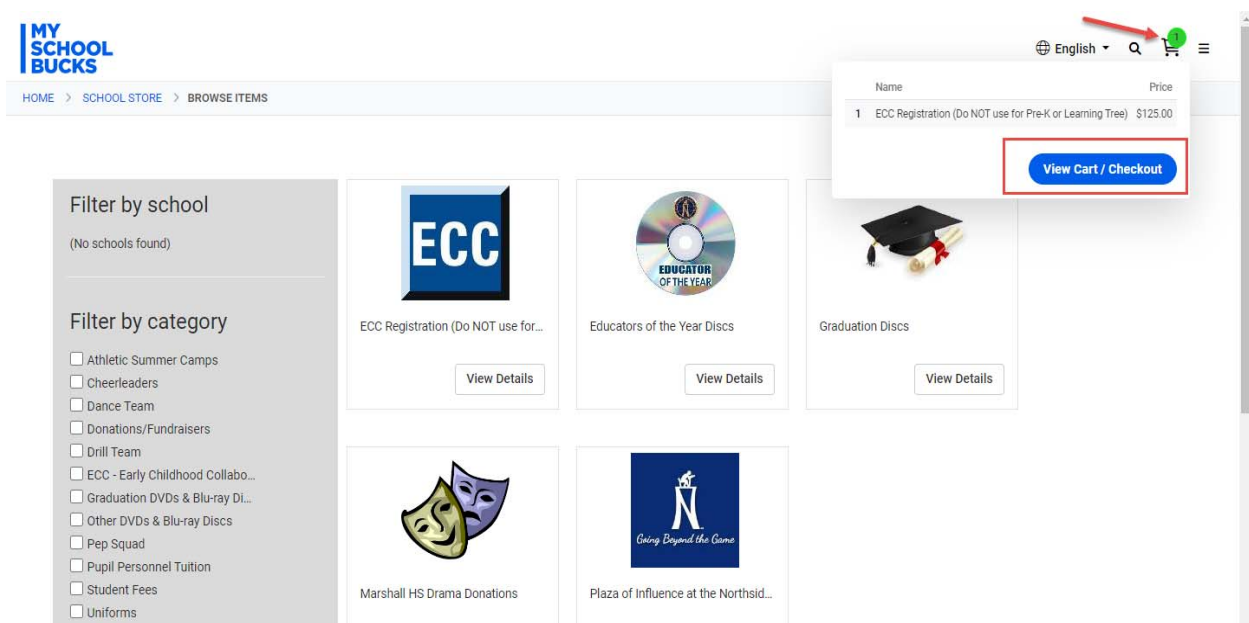 MY
SCHOOL
BUCKS
English
1
HOME > SCHOOL STORE > BROWSE ITEMS
Name Price
1 ECC Registration (Do NOT use for Pre-K or Learning Tree) $125.00
View Cart / Checkout
Filter by school
(No schools found)
Filter by category
Athletic Summer Camps
Cheerleaders
Dance Team
Donations/Fundraisers
Drill Team
ECC - Early Childhood Collabo...
Graduation DVDs & Blu-ray Di...
Other DVDs & Blu-ray Discs
Pep Squad
Pupil Personnel Tuition
Student Fees
Uniforms
ECC
ECC Registration (Do NOT use for...
View Details
N
EDUCATOR
OF THE YEAR
Educators of the Year Discs
View Details
Graduation Discs
View Details
Marshall HS Drama Donations
N
Going Beyond the Game
Plaza of Influence at the Northsid...